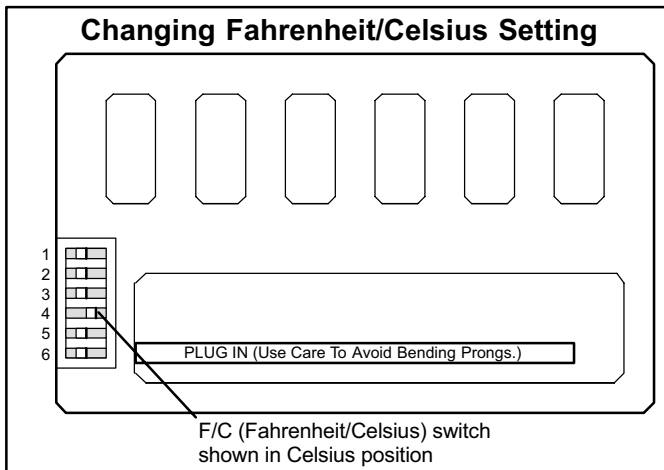 Changing Fahrenheit/Celsius Setting
1
2
3
4
5
6
PLUG IN (Use Care To Avoid Bending Prongs.)
F/C (Fahrenheit/Celsius) switch
shown in Celsius position